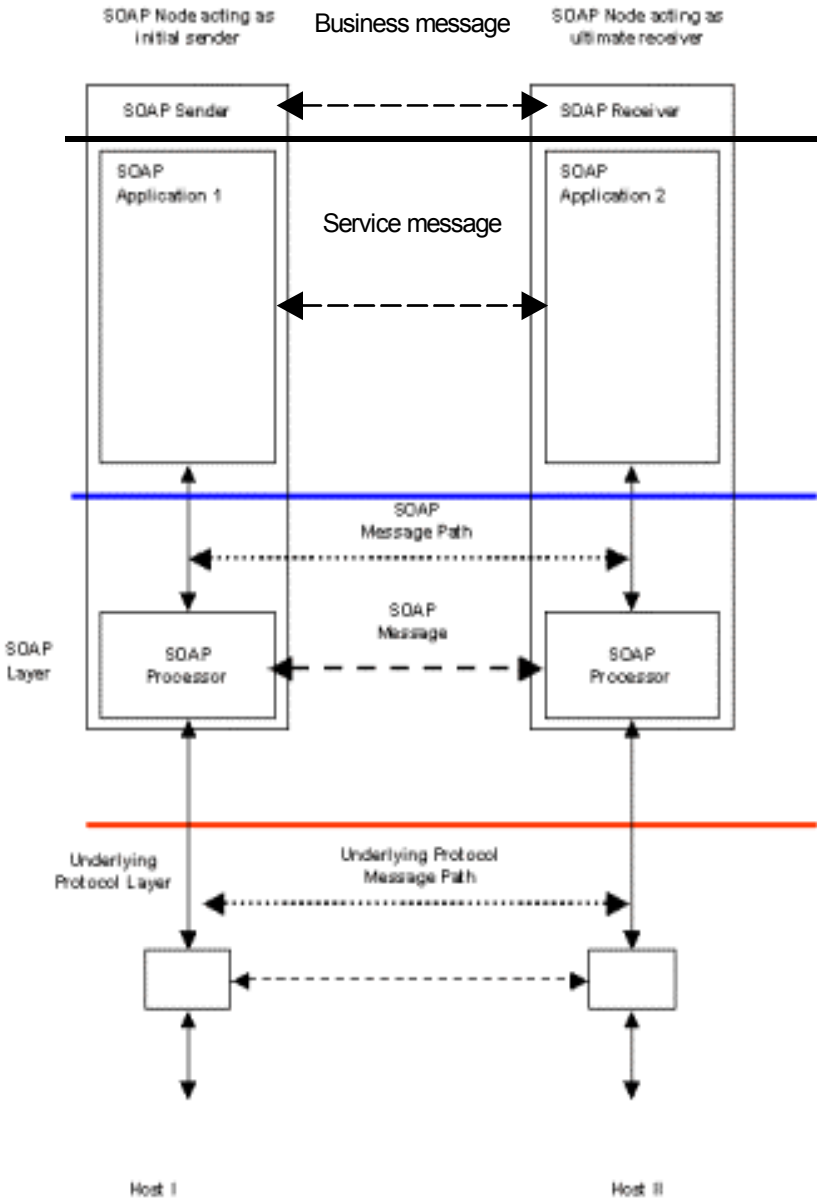 SOAP Node acting as
initial sender
Business message
SOAP Node acting as
ultimate receiver
SOAP Sender
SOAP Receiver
SOAP
Application 1
SOAP
Application 2
Service message
SOAP
Message Path
SOAP
Message
SOAP
Layer
SOAP
Processor
SOAP
Processor
Underlying
Protocol Layer
Underlying Protocol
Message Path
Host I
Host II